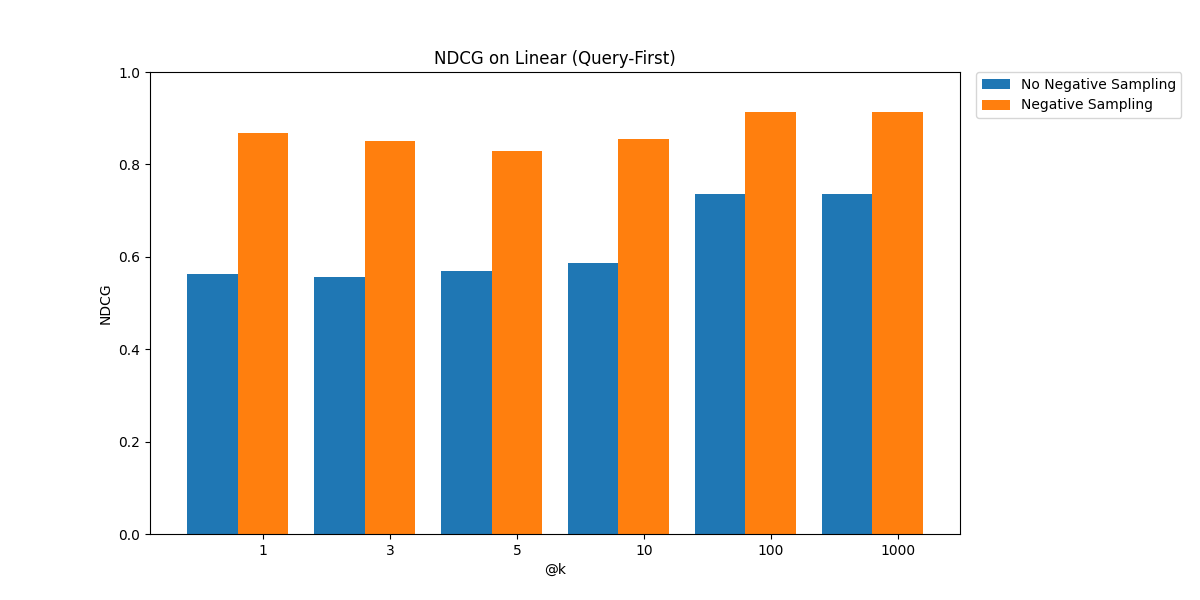 NDCG on Linear (Query-First)
No Negative Sampling
Negative Sampling
1.0
0.8
0.6
0.4
0.2
0.0
NDCG
1 3 5 10 100 1000
@k